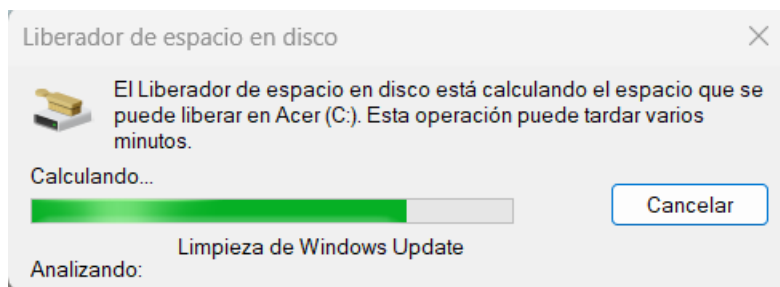 Liberador de espacio en disco
El Liberador de espacio en disco está calculando el espacio que se
puede liberar en Acer (C:). Esta operación puede tardar varios
minutos.
Calculando...
Cancelar
Limpieza de Windows Update
Analizando: